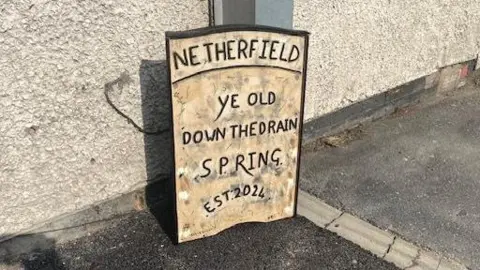 NETHERFIELD
YE OLD
DOWN THE DRAIN
SPRING.
EST. 2024